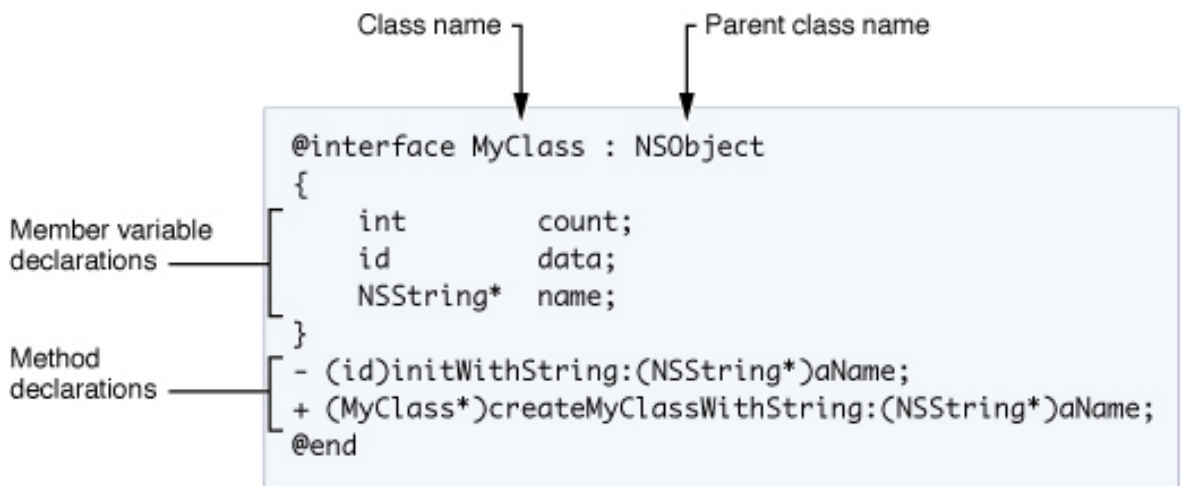 Class name
Parent class name
@interface MyClass : NSObject
{
int count;
id data;
NSString* name;
}
Member variable
declarations
- (id)initWithString:(NSString*)aName;
+ (MyClass*)createMyClassWithString:(NSString*)aName;
@end
Method
declarations